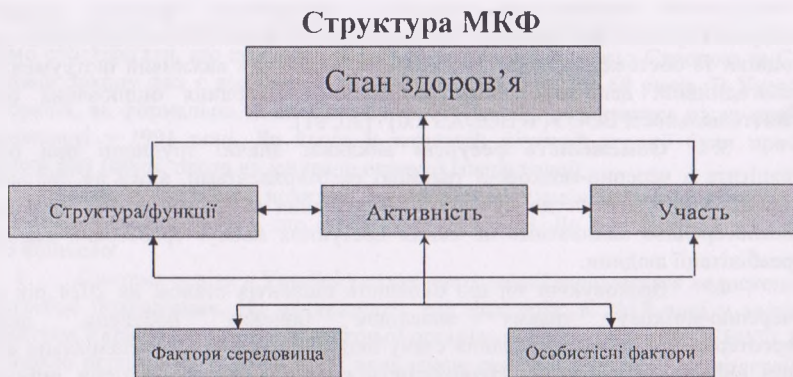 Структура МКФ
Стан здоров’я
Структура/функції
Активність
Участь
Фактори середовища
Особистісні фактори